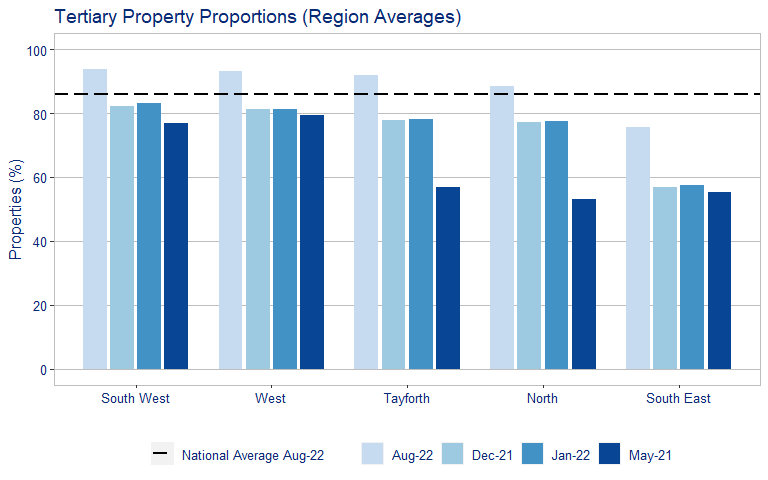 Tertiary Property Proportions (Region Averages)
Properties (%)
100
80
60
40
20
0
South West West Tayforth North South East
National Average Aug-22 Aug-22 Dec-21 Jan-22 May-21